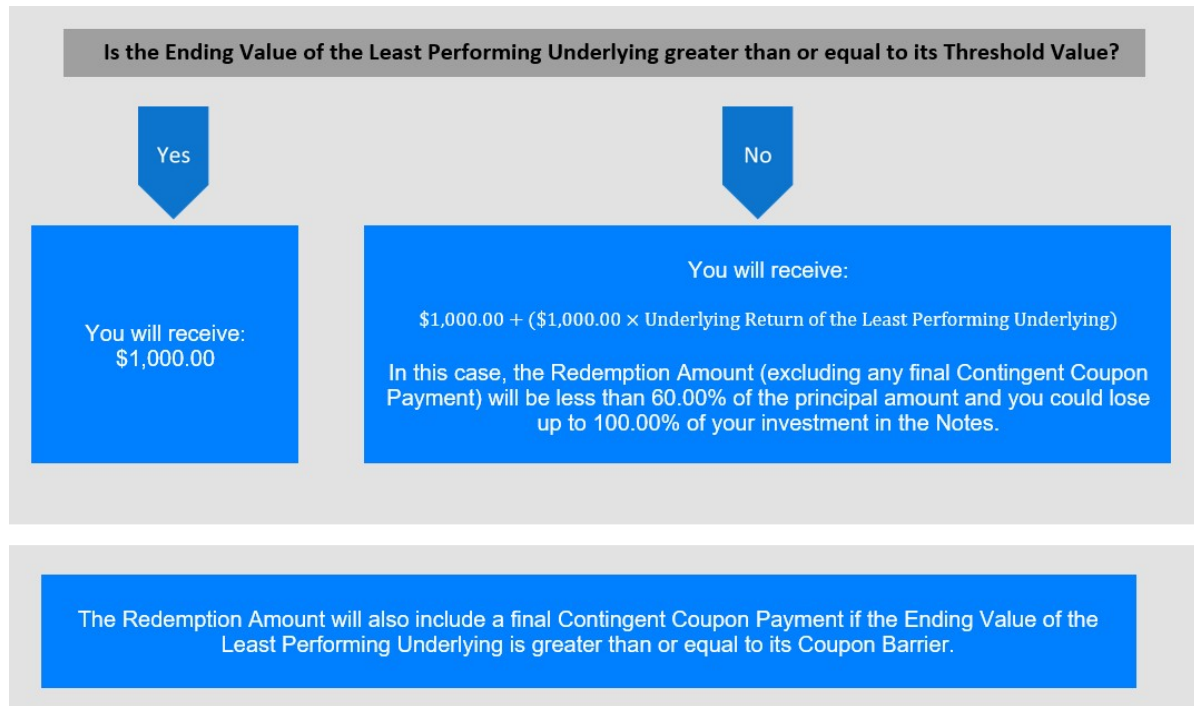 Is the Ending Value of the Least Performing Underlying greater than or equal to its Threshold Value?
Yes
No
You will receive:
$1,000.00
You will receive:
$1,000.00 + ($1,000.00 × Underlying Return of the Least Performing Underlying)
In this case, the Redemption Amount (excluding any final Contingent Coupon
Payment) will be less than 60.00% of the principal amount and you could lose
up to 100.00% of your investment in the Notes.
The Redemption Amount will also include a final Contingent Coupon Payment if the Ending Value of the
Least Performing Underlying is greater than or equal to its Coupon Barrier.